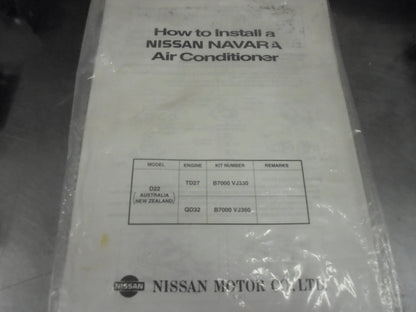 How to Install a
NISSAN NAVARA
Air Conditioner
MODEL ENGINE KIT NUMBER REMARKS
D22 (AUSTRALIA NEW ZEALAND) TD27 B7000 VJ330
QD32 B7000 VJ360
NISSAN NISSAN MOTOR CO., LTD.